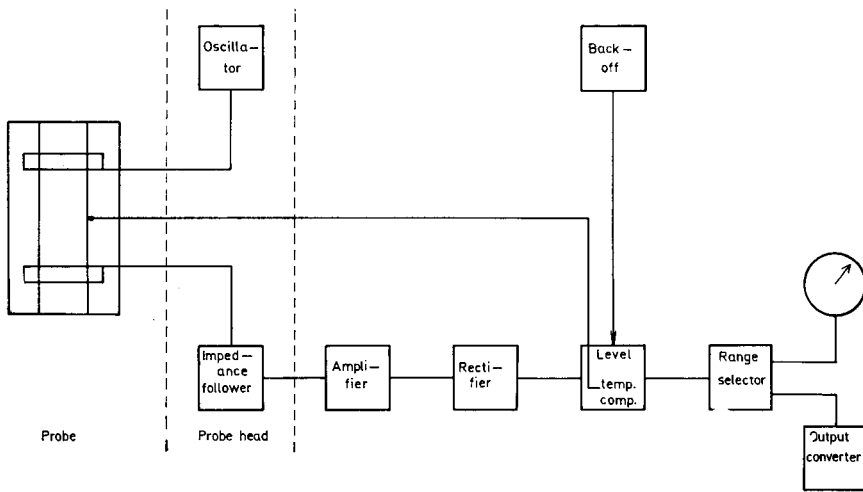 Oscilla–
tor
Back–
off
Imped–
ance
follower
Ampli–
fier
Recti–
fier
Level
temp.
comp.
Range
selector
Output
converter
Probe
Probe head